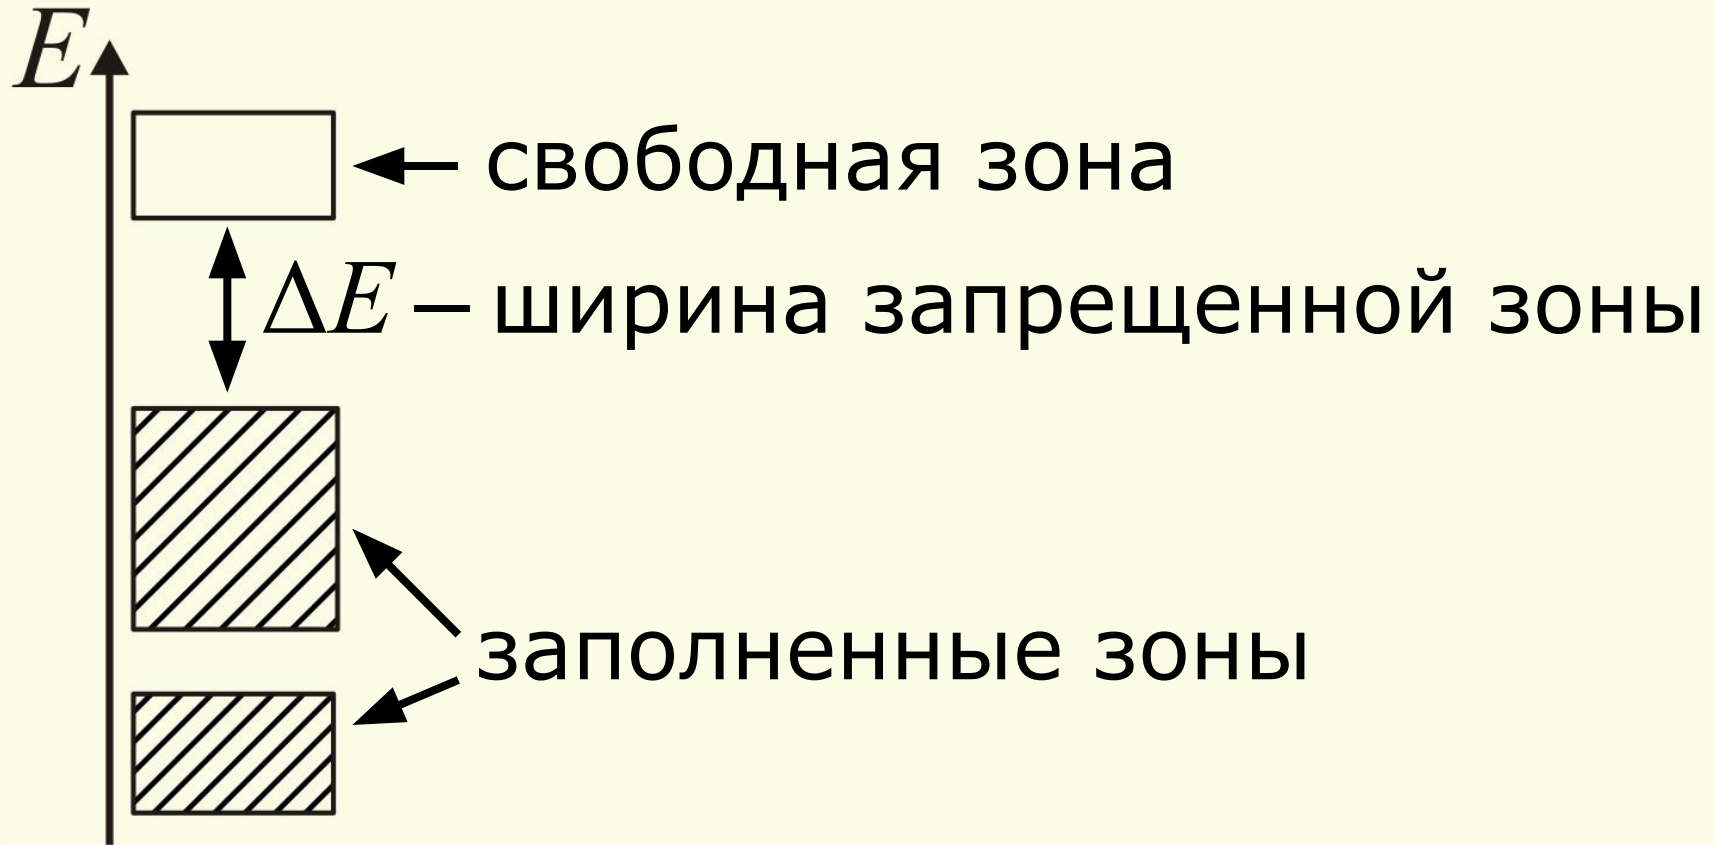 E
свободная зона
ΔE – ширина запрещенной зоны
заполненные зоны